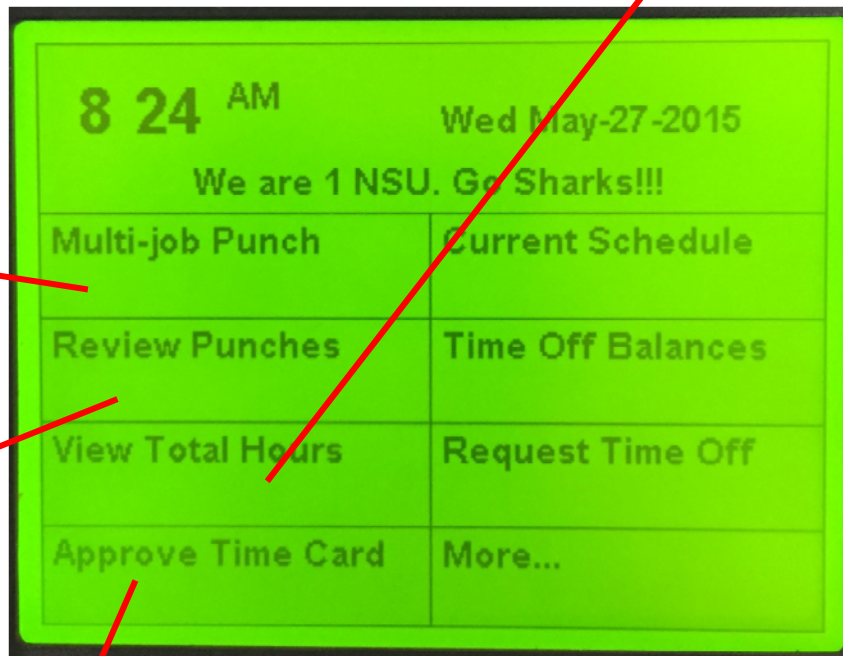 8 24 AM
Wed May-27-2015
We are 1 NSU. Go Sharks!!!
Multi-job Punch
Current Schedule
Review Punches
Time Off Balances
View Total Hours
Request Time Off
Approve Time Card
More...